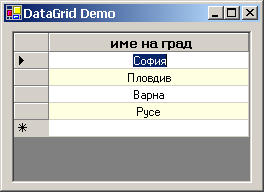 DataGrid Demo
име на град
София
Пловдив
Варна
Русе